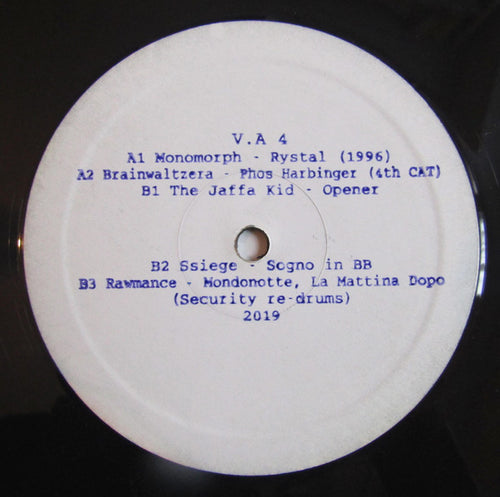 V.A 4
A1 Monomorph - Rystal (1996)
A2 Brainwaltzera - Phos Harbinger (4th CAT)
B1 The Jaffa Kid - Opener
B2 Ssiege - Sogno in BB
B3 Rawmance - Mondonotte, La Mattina Dopo
(Security re-drums)
2019